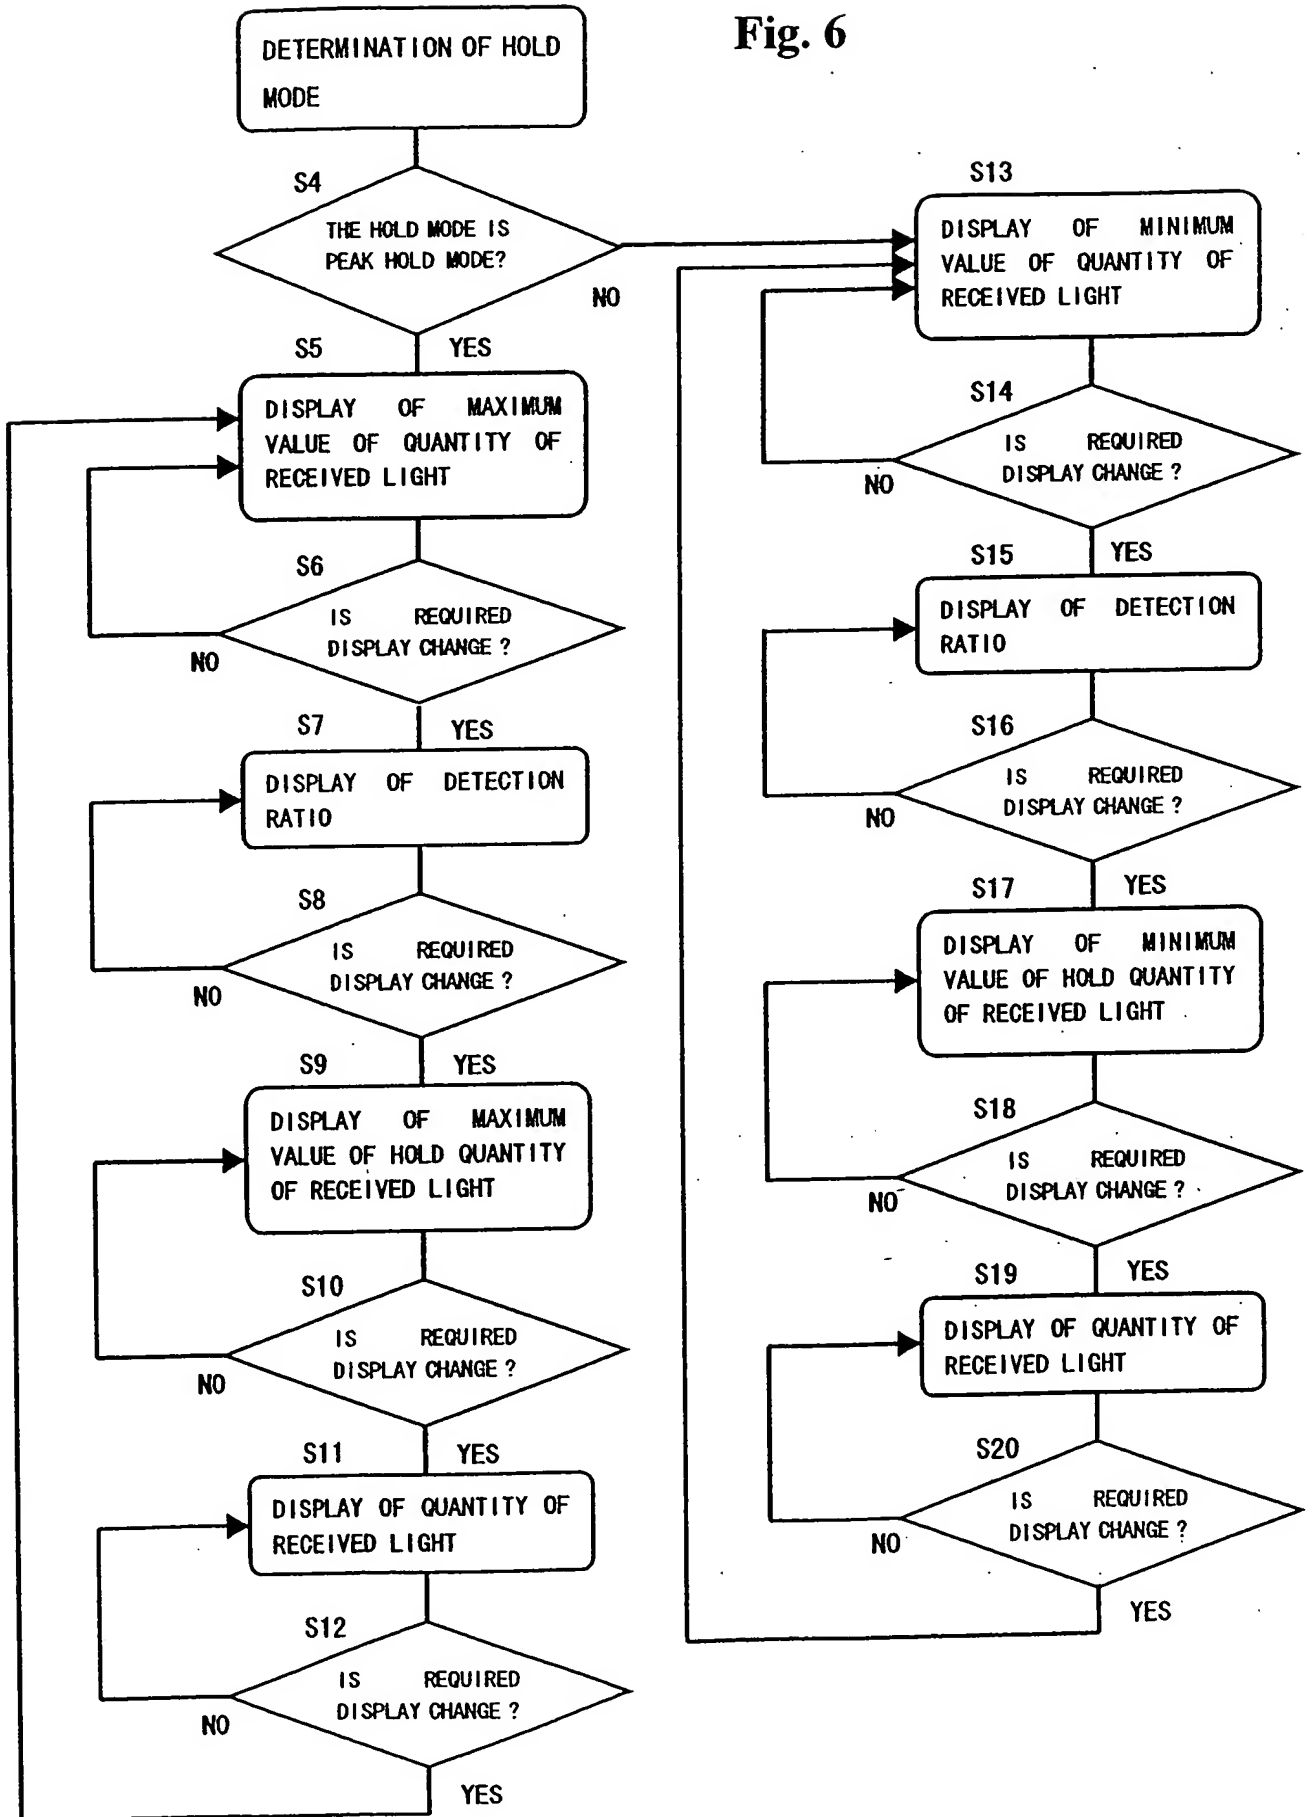 Fig. 6
DETERMINATION OF HOLD
MODE
S4
THE HOLD MODE IS
PEAK HOLD MODE?
NO
YES
S5
DISPLAY OF MAXIMUM
VALUE OF QUANTITY OF
RECEIVED LIGHT
S6
IS REQUIRED
DISPLAY CHANGE ?
NO
YES
S7
DISPLAY OF DETECTION
RATIO
S8
IS REQUIRED
DISPLAY CHANGE ?
NO
YES
S9
DISPLAY OF MAXIMUM
VALUE OF HOLD QUANTITY
OF RECEIVED LIGHT
S10
IS REQUIRED
DISPLAY CHANGE ?
NO
YES
S11
DISPLAY OF QUANTITY OF
RECEIVED LIGHT
S12
IS REQUIRED
DISPLAY CHANGE ?
NO
YES
S13
DISPLAY OF MINIMUM
VALUE OF QUANTITY OF
RECEIVED LIGHT
S14
IS REQUIRED
DISPLAY CHANGE ?
NO
YES
S15
DISPLAY OF DETECTION
RATIO
S16
IS REQUIRED
DISPLAY CHANGE ?
NO
YES
S17
DISPLAY OF MINIMUM
VALUE OF HOLD QUANTITY
OF RECEIVED LIGHT
S18
IS REQUIRED
DISPLAY CHANGE ?
NO
YES
S19
DISPLAY OF QUANTITY OF
RECEIVED LIGHT
S20
IS REQUIRED
DISPLAY CHANGE ?
NO
YES